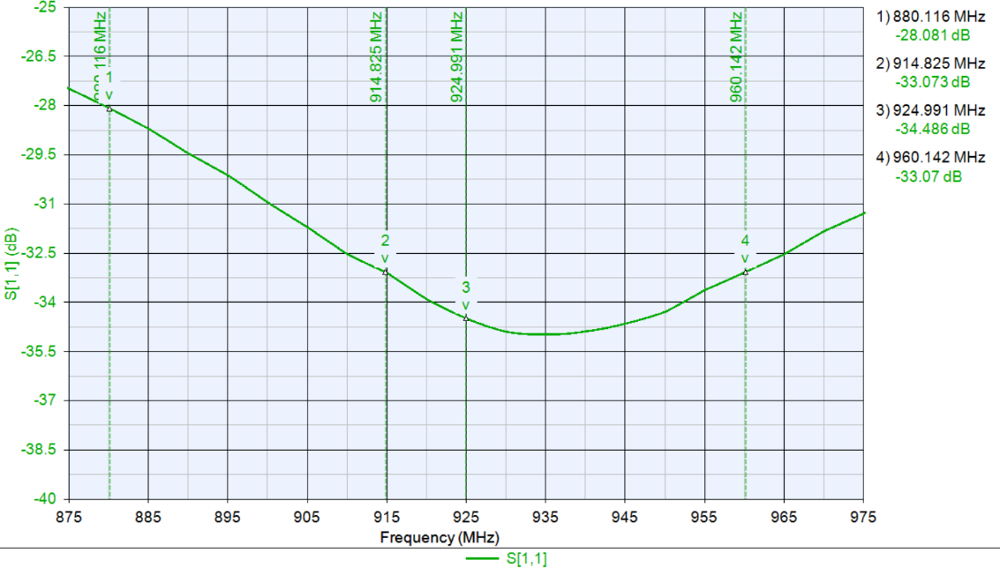 -25
-26.5
-28
-29.5
-31
-32.5
-34
-35.5
-37
-38.5
-40
S[1,1] (dB)
116 MHz
914.825 MHz
924.991 MHz
960.142 MHz
1
v
2
v
3
v
4
v
875 885 895 905 915 925 935 945 955 965 975
Frequency (MHz)
S[1,1]
1) 880.116 MHz
-28.081 dB
2) 914.825 MHz
-33.073 dB
3) 924.991 MHz
-34.486 dB
4) 960.142 MHz
-33.07 dB